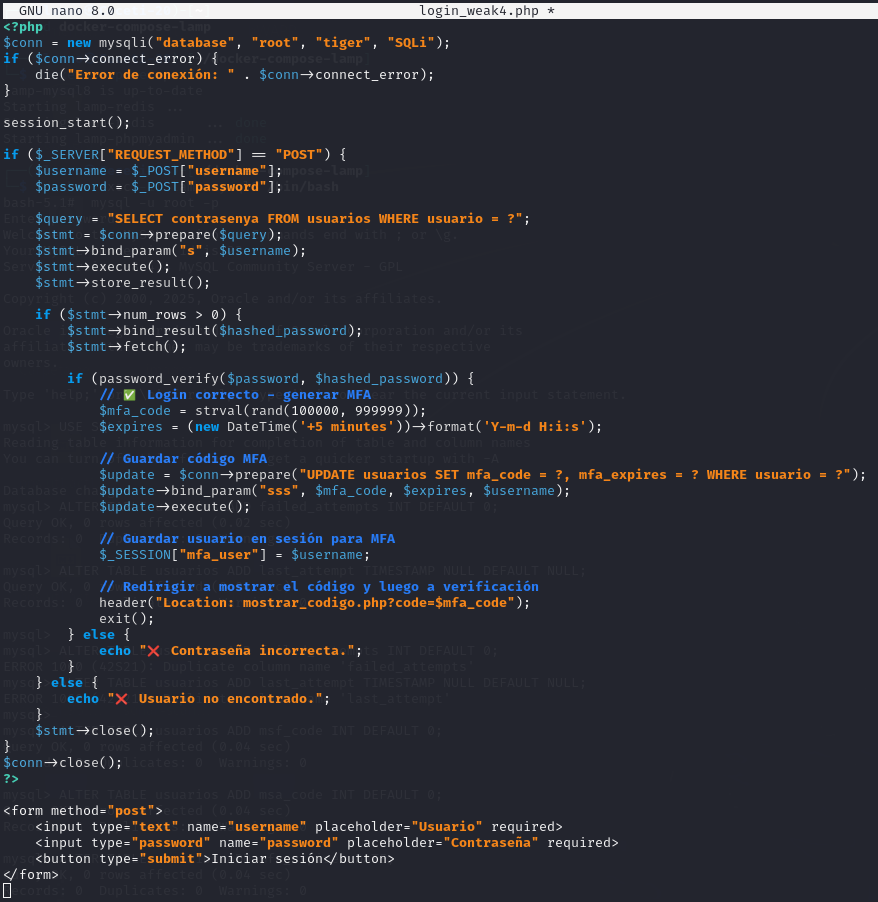 GNU nano 8.0 login_weak4.php *
<?php
$conn = new mysqli("database", "root", "tiger", "SQLi");
if ($conn->connect_error) {
    die("Error de conexión: " . $conn->connect_error);
}

session_start();

if ($_SERVER["REQUEST_METHOD"] == "POST") {
    $username = $_POST["username"];
    $password = $_POST["password"];

    $query = "SELECT contrasenya FROM usuarios WHERE usuario = ?";
    $stmt = $conn->prepare($query);
    $stmt->bind_param("s", $username);
    $stmt->execute();
    $stmt->store_result();

    if ($stmt->num_rows > 0) {
        $stmt->bind_result($hashed_password);
        $stmt->fetch();

        if (password_verify($password, $hashed_password)) {
            // ✅ Login correcto - generar MFA
            $mfa_code = strval(rand(100000, 999999));
            $expires = (new DateTime('+5 minutes'))->format('Y-m-d H:i:s');

            // Guardar código MFA
            $update = $conn->prepare("UPDATE usuarios SET mfa_code = ?, mfa_expires = ? WHERE usuario = ?");
            $update->bind_param("sss", $mfa_code, $expires, $username);
            $update->execute();

            // Guardar usuario en sesión para MFA
            $_SESSION["mfa_user"] = $username;

            // Redirigir a mostrar el código y luego a verificación
            header("Location: mostrar_codigo.php?code=$mfa_code");
            exit();
        } else {
            echo "❌ Contraseña incorrecta.";
        }
    } else {
        echo "❌ Usuario no encontrado.";
    }
    $stmt->close();
}
$conn->close();
?>

<form method="post">
    <input type="text" name="username" placeholder="Usuario" required>
    <input type="password" name="password" placeholder="Contraseña" required>
    <button type="submit">Iniciar sesión</button>
</form>